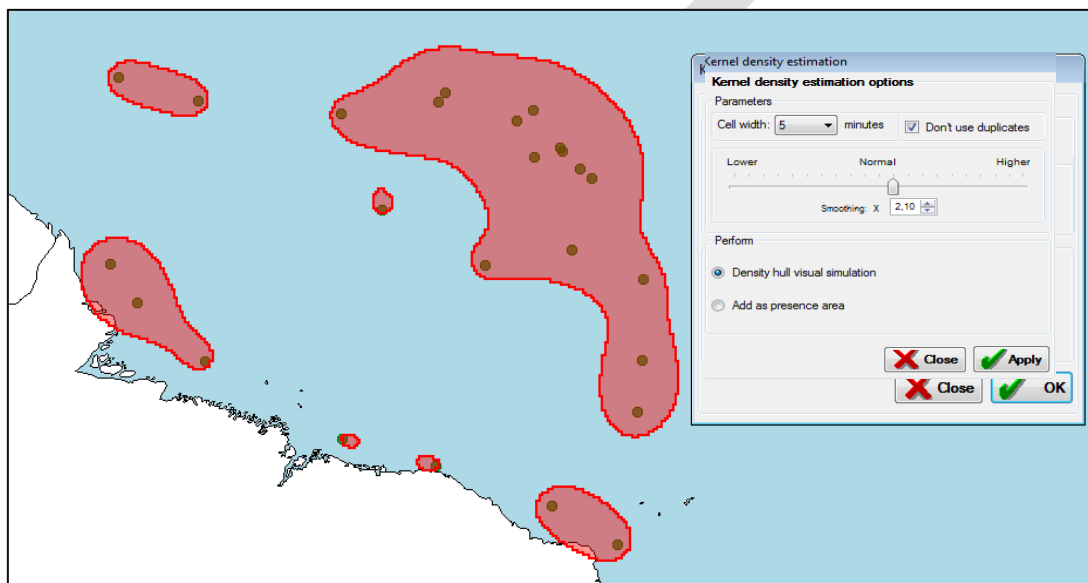 Kernel density estimation
K
Kernel density estimation options
Parameters
Cell width: 5 minutes Don't use duplicates
Lower Normal Higher
Smoothing: X 2,10
Perform
Density hull visual simulation
Add as presence area
Close Apply
Close OK